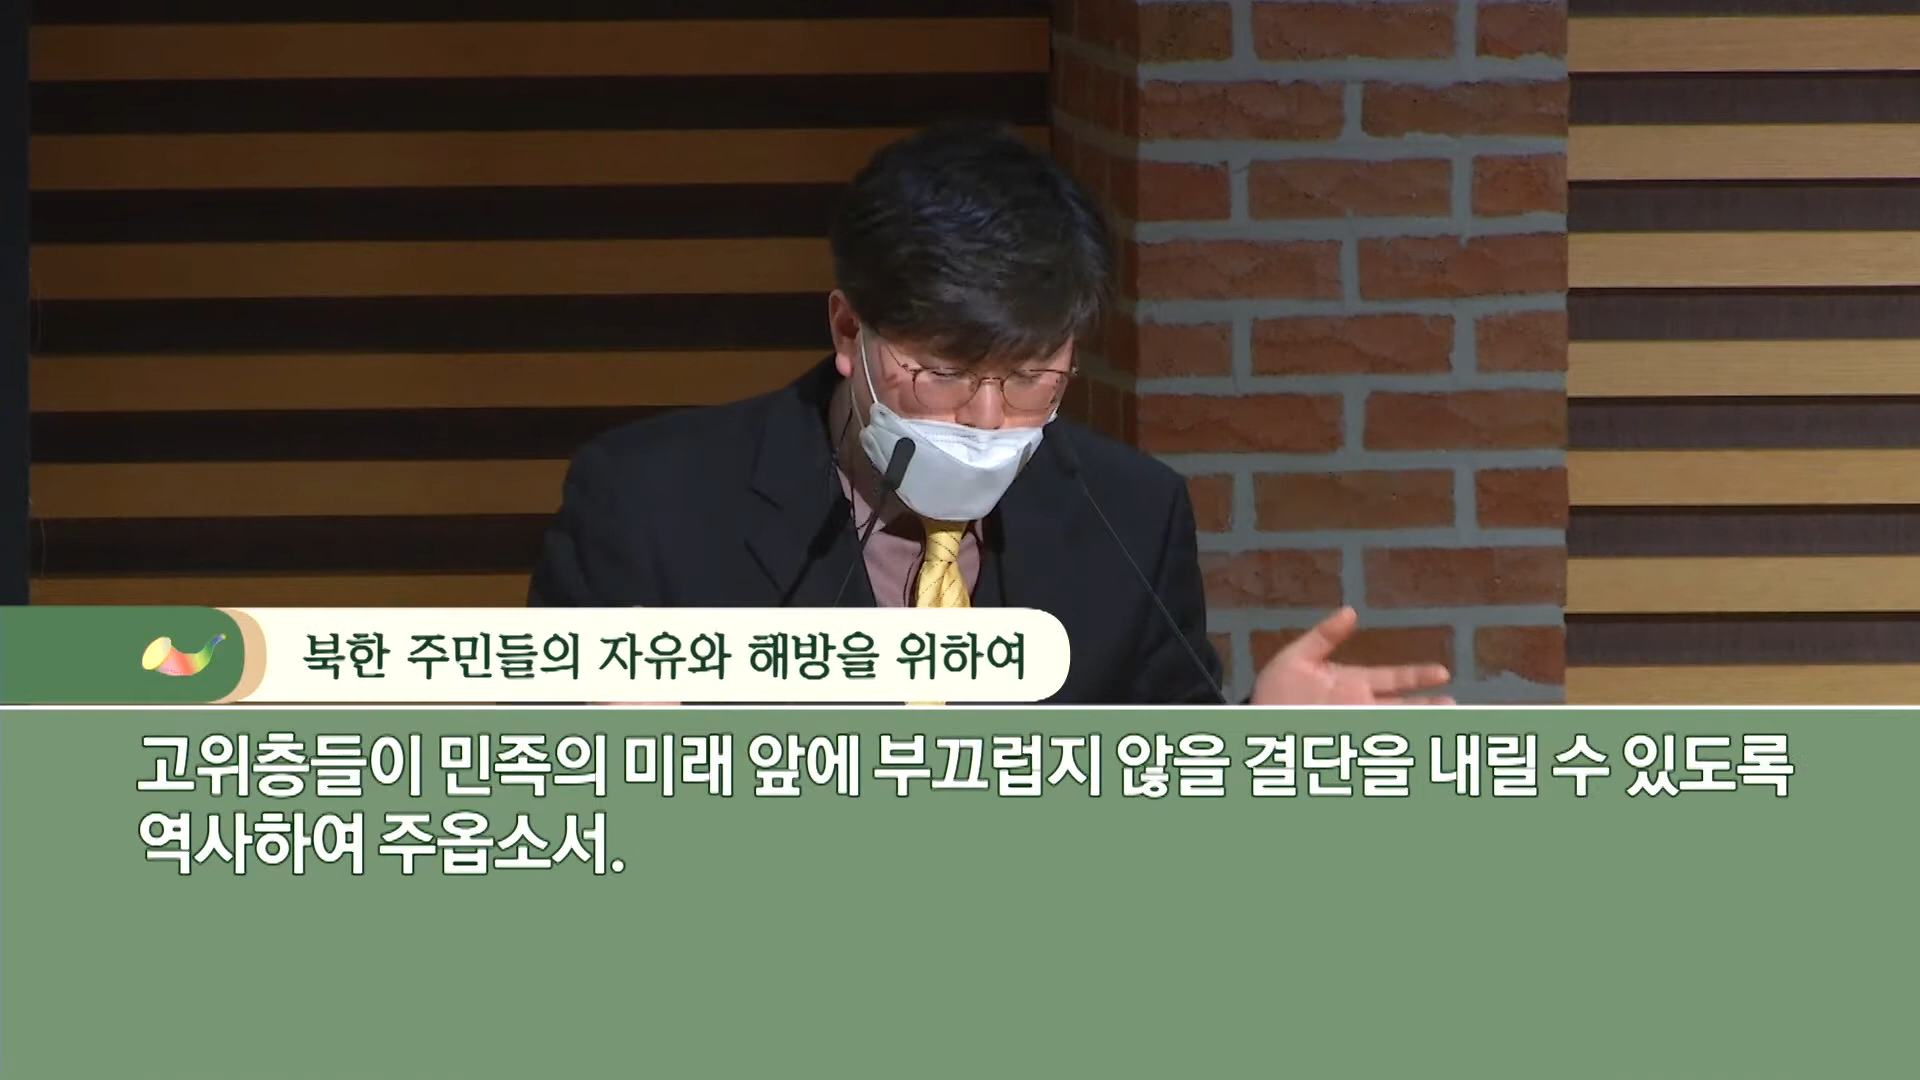 북한 주민들의 자유와 해방을 위하여
고위층들이 민족의 미래 앞에 부끄럽지 않을 결단을 내릴 수 있도록
역사하여 주옵소서.